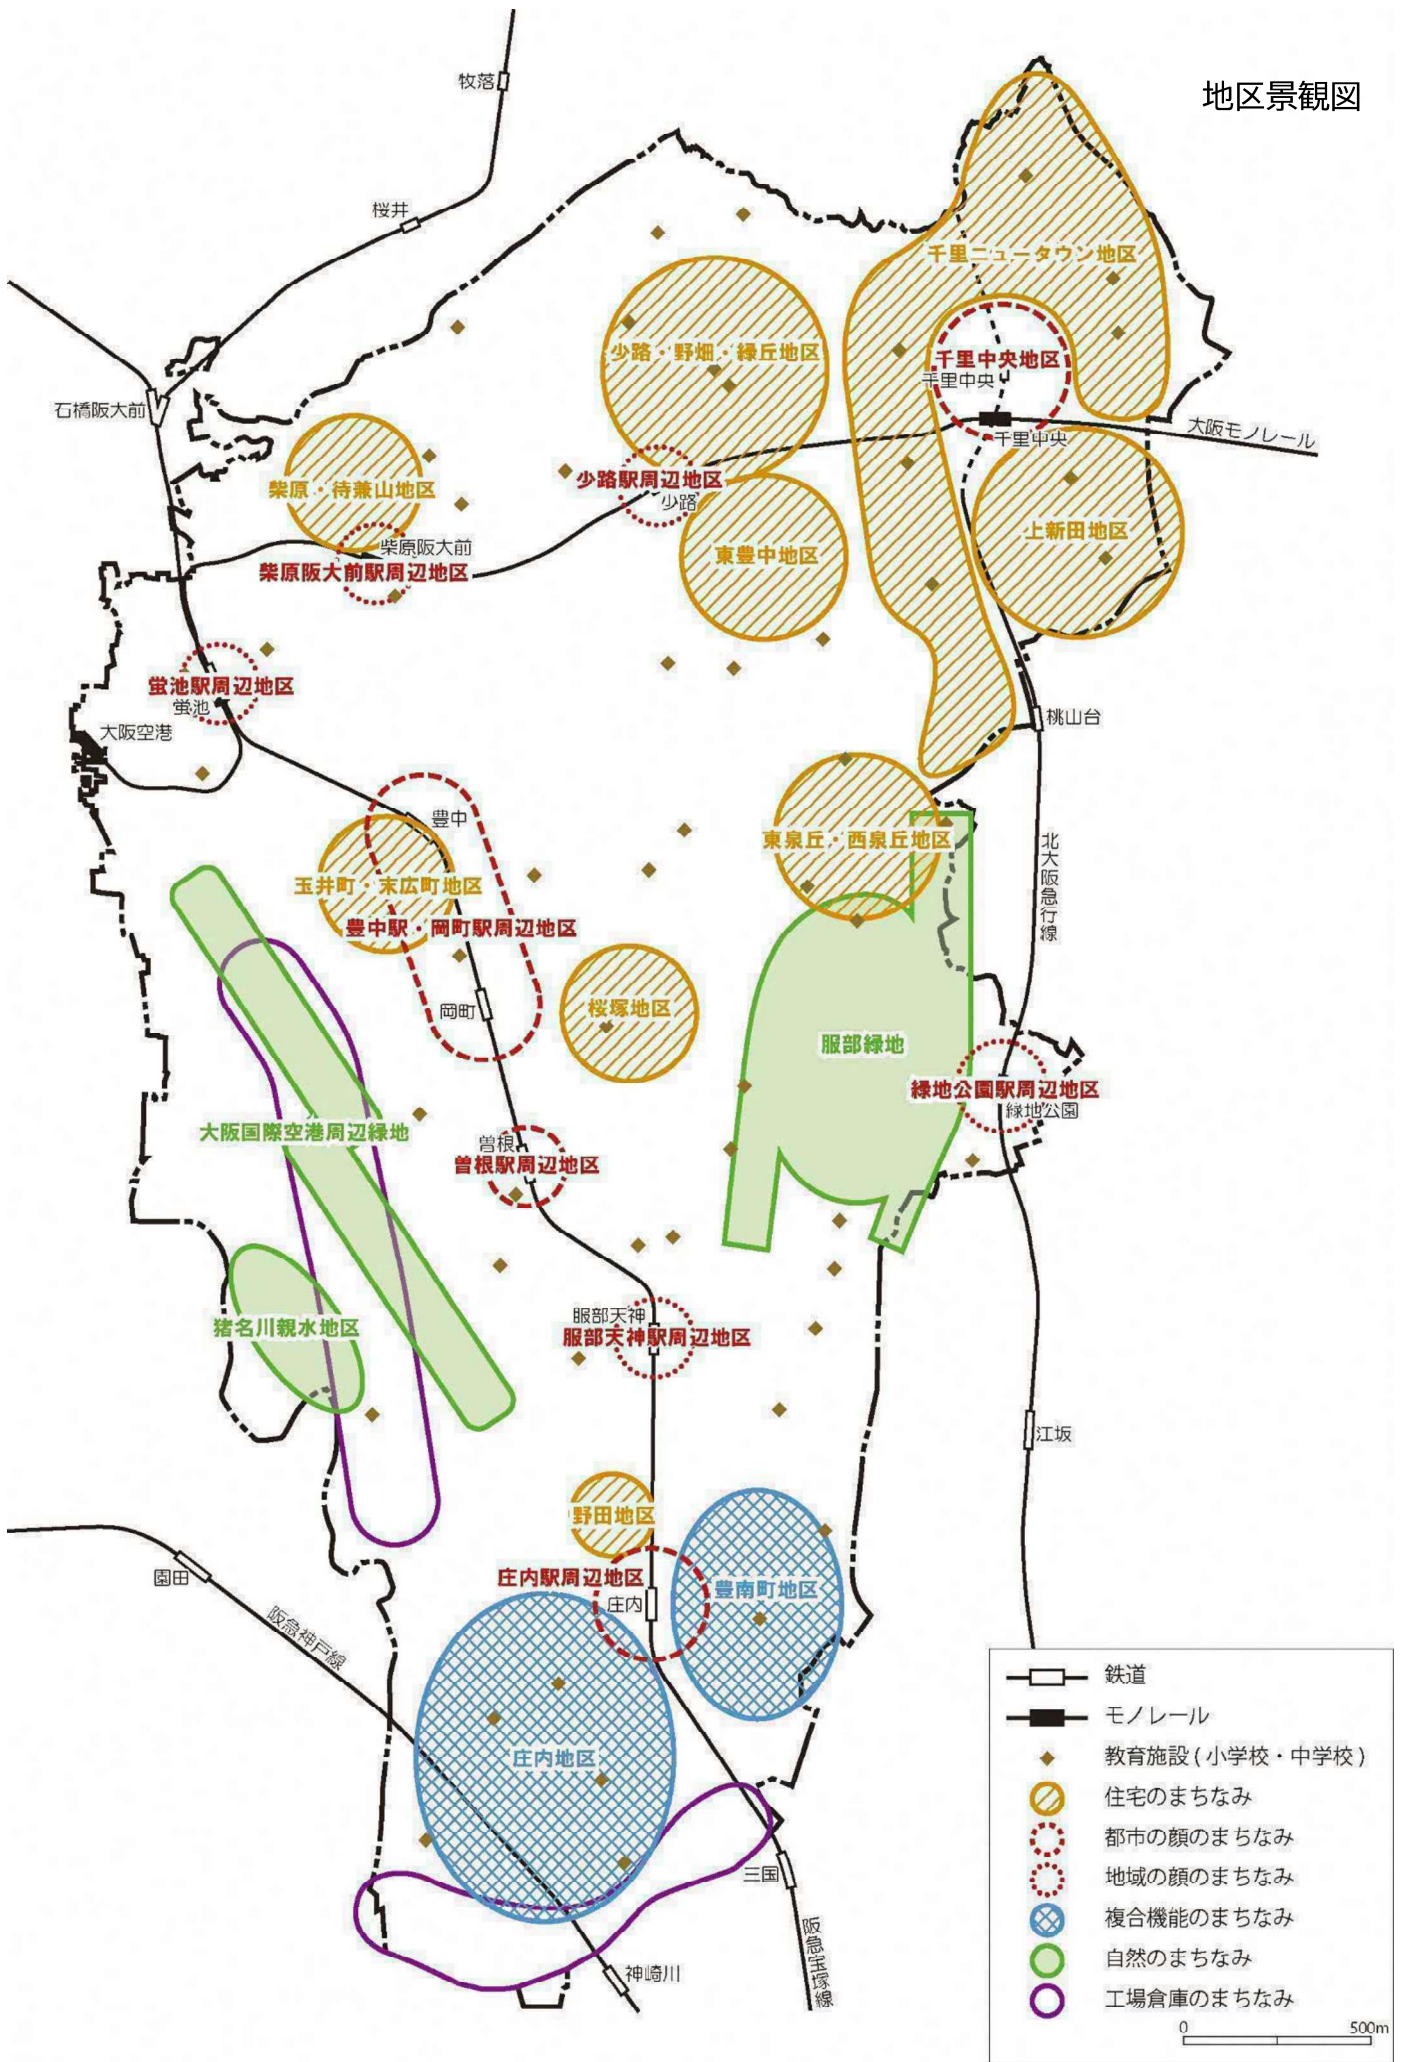 地区景観図
牧落
桜井
千里ニュータウン地区
少路・野畑・緑丘地区
千里中央地区
千里中央
石橋阪大前
大阪モノレール
千里中央
少路駅周辺地区
柴原・待兼山地区
少路
上新田地区
柴原阪大前
東豊中地区
柴原阪大前駅周辺地区
蛍池駅周辺地区
蛍池
桃山台
大阪空港
豊中
東泉丘・西泉丘地区
北大阪急行線
玉井町・末広町地区
豊中駅・岡町駅周辺地区
桜塚地区
岡町
服部緑地
緑地公園駅周辺地区
緑地公園
大阪国際空港周辺緑地
曽根
曽根駅周辺地区
服部天神
猪名川親水地区
服部天神駅周辺地区
江坂
野田地区
庄内駅周辺地区
園田
豊南町地区
庄内
阪急神戸線
庄内地区
三国
阪急宝塚線
神崎川
鉄道
モノレール
教育施設(小学校・中学校)
住宅のまちなみ
都市の顔のまちなみ
地域の顔のまちなみ
複合機能のまちなみ
自然のまちなみ
工場倉庫のまちなみ
0 500m